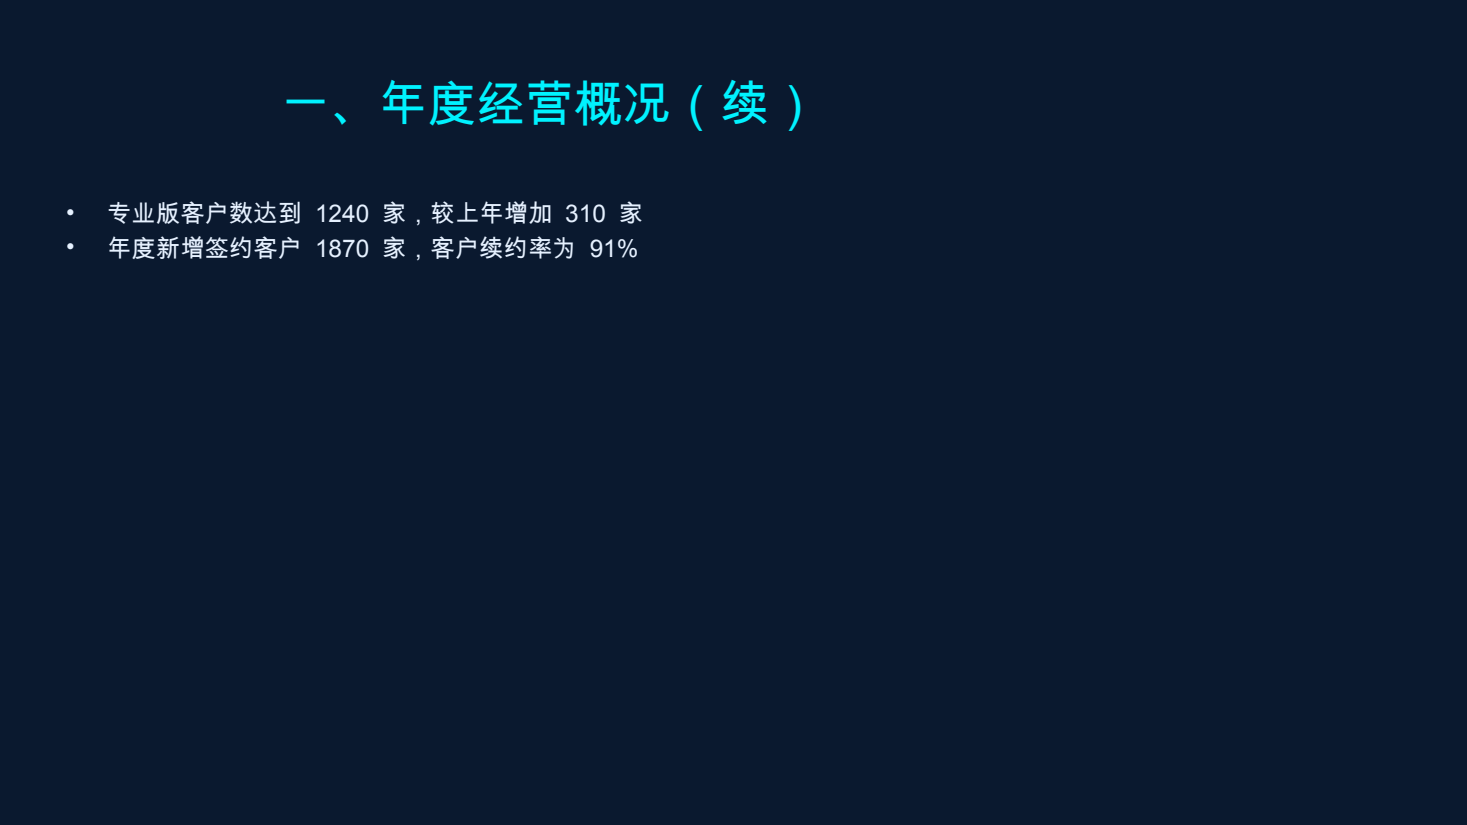 一、年度经营概况（续）
• 专业版客户数达到 1240 家，较上年增加 310 家
• 年度新增签约客户 1870 家，客户续约率为 91%